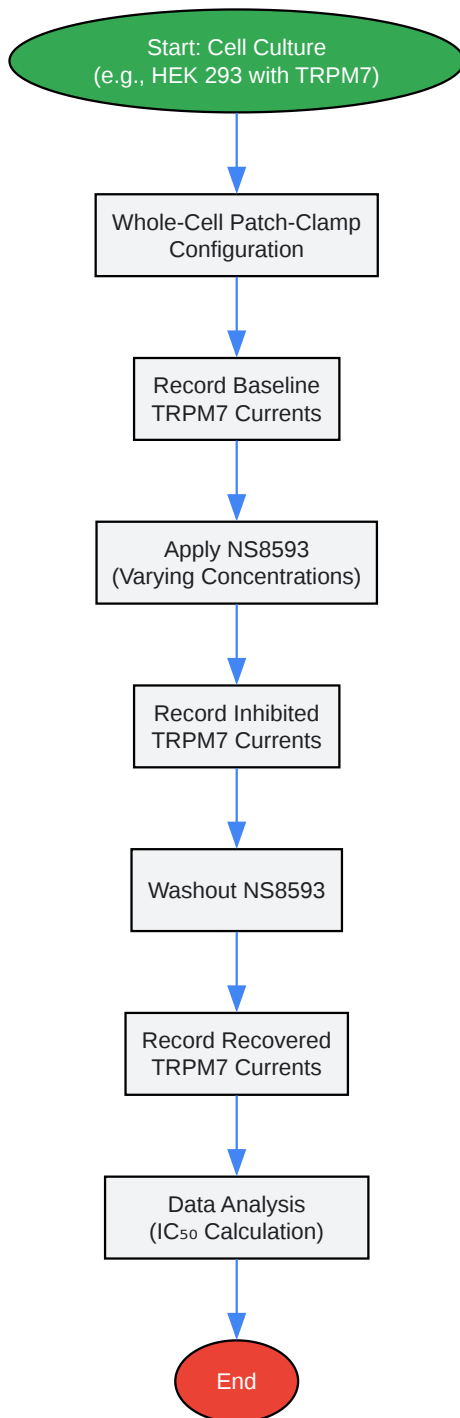 Start: Cell Culture
(e.g., HEK 293 with TRPM7)
Whole-Cell Patch-Clamp
Configuration
Record Baseline
TRPM7 Currents
Apply NS8593
(Varying Concentrations)
Record Inhibited
TRPM7 Currents
Washout NS8593
Record Recovered
TRPM7 Currents
Data Analysis
(IC₅₀ Calculation)
End